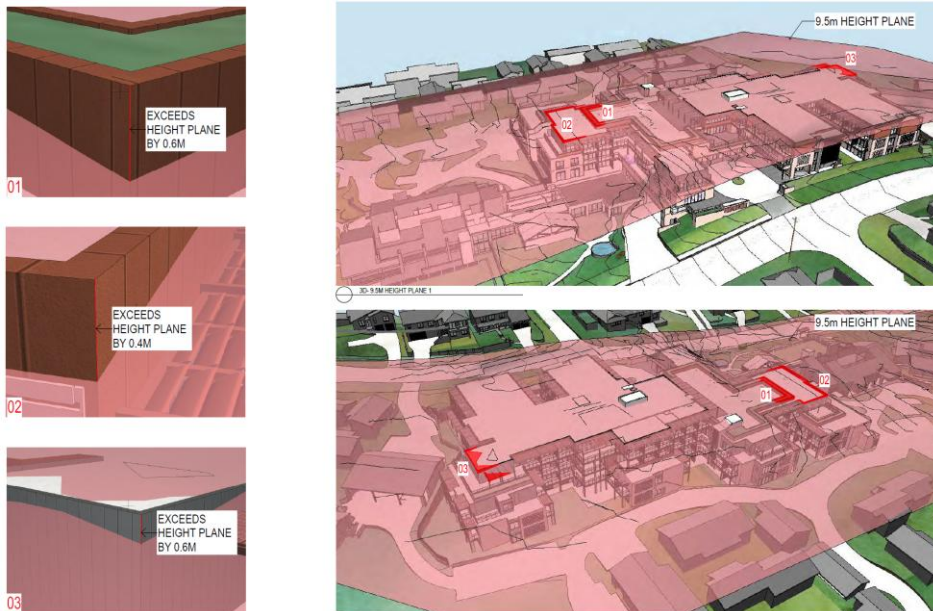 EXCEEDS
HEIGHT PLANE
BY 0.6M
01
EXCEEDS
HEIGHT PLANE
BY 0.4M
02
EXCEEDS
HEIGHT PLANE
BY 0.6M
03
9.5m HEIGHT PLANE
03
01
02
3D- 9.5M HEIGHT PLANE 1
9.5m HEIGHT PLANE
02
01
03